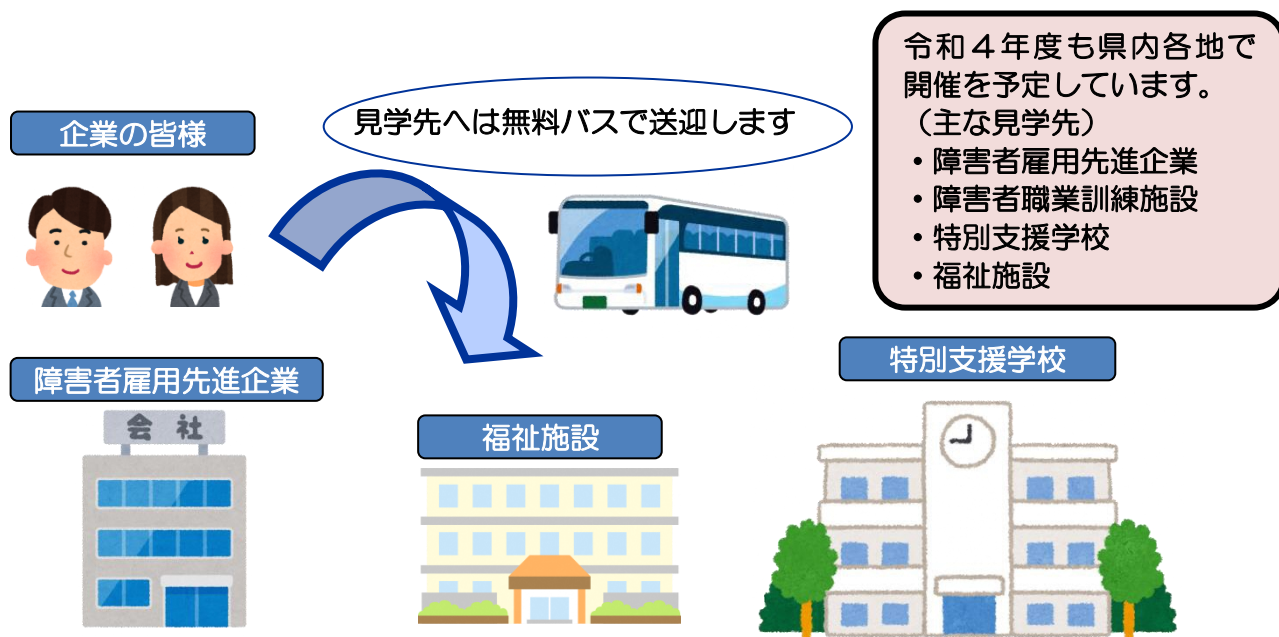 企業の皆様
見学先へは無料バスで送迎します
令和４年度も県内各地で
開催を予定しています。
（主な見学先）
・障害者雇用先進企業
・障害者職業訓練施設
・特別支援学校
・福祉施設
障害者雇用先進企業
会社
福祉施設
特別支援学校